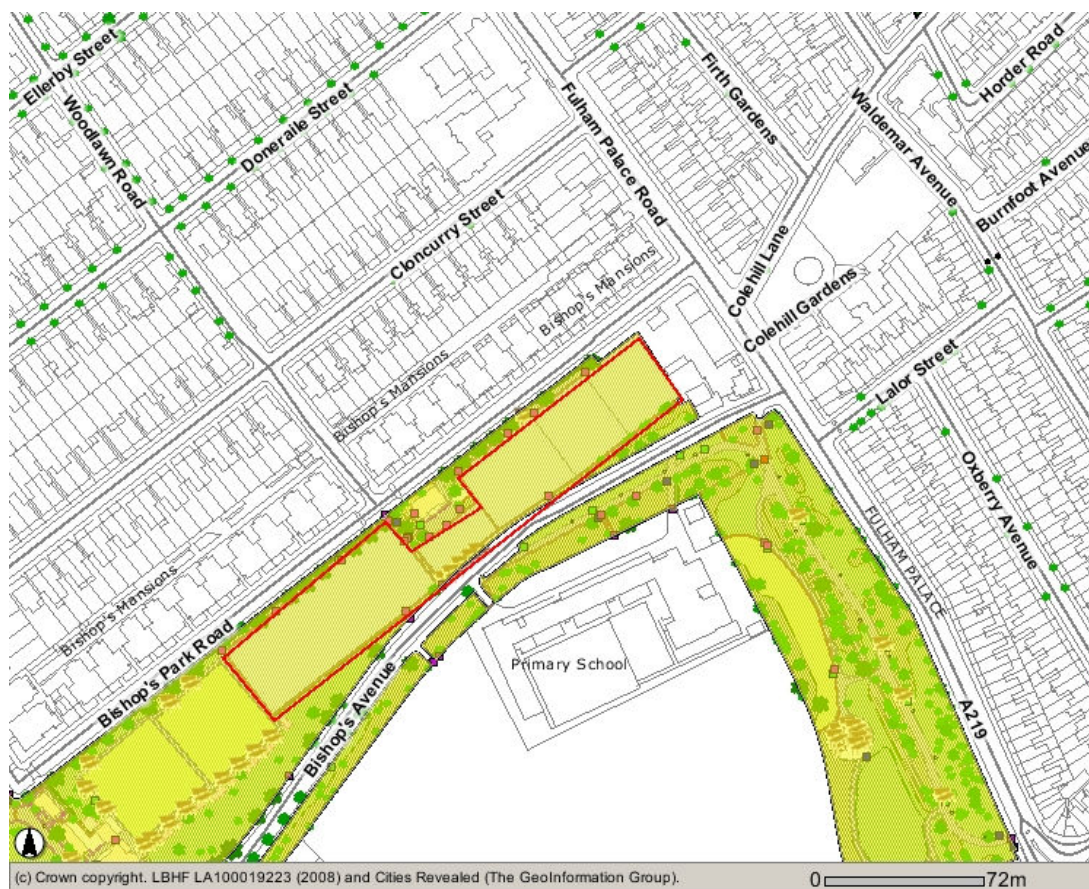 Ellerby Street
Woodlawn Road
Doneraile Street
Cloncurry Street
Fulham Palace Road
Firth Gardens
Horder Road
Waldemar Avenue
Burnfoot Avenue
Colehill Lane
Colehill Gardens
Lalor Street
Oxberry Avenue
Bishop's Mansions
Bishop's Mansions
Bishop's Mansions
FULHAM PALACE
Bishop's Park Road
Bishop's Avenue
Primary School
A219
(c) Crown copyright. LBHF LA100019223 (2008) and Cities Revealed (The GeoInformation Group).
0 72m